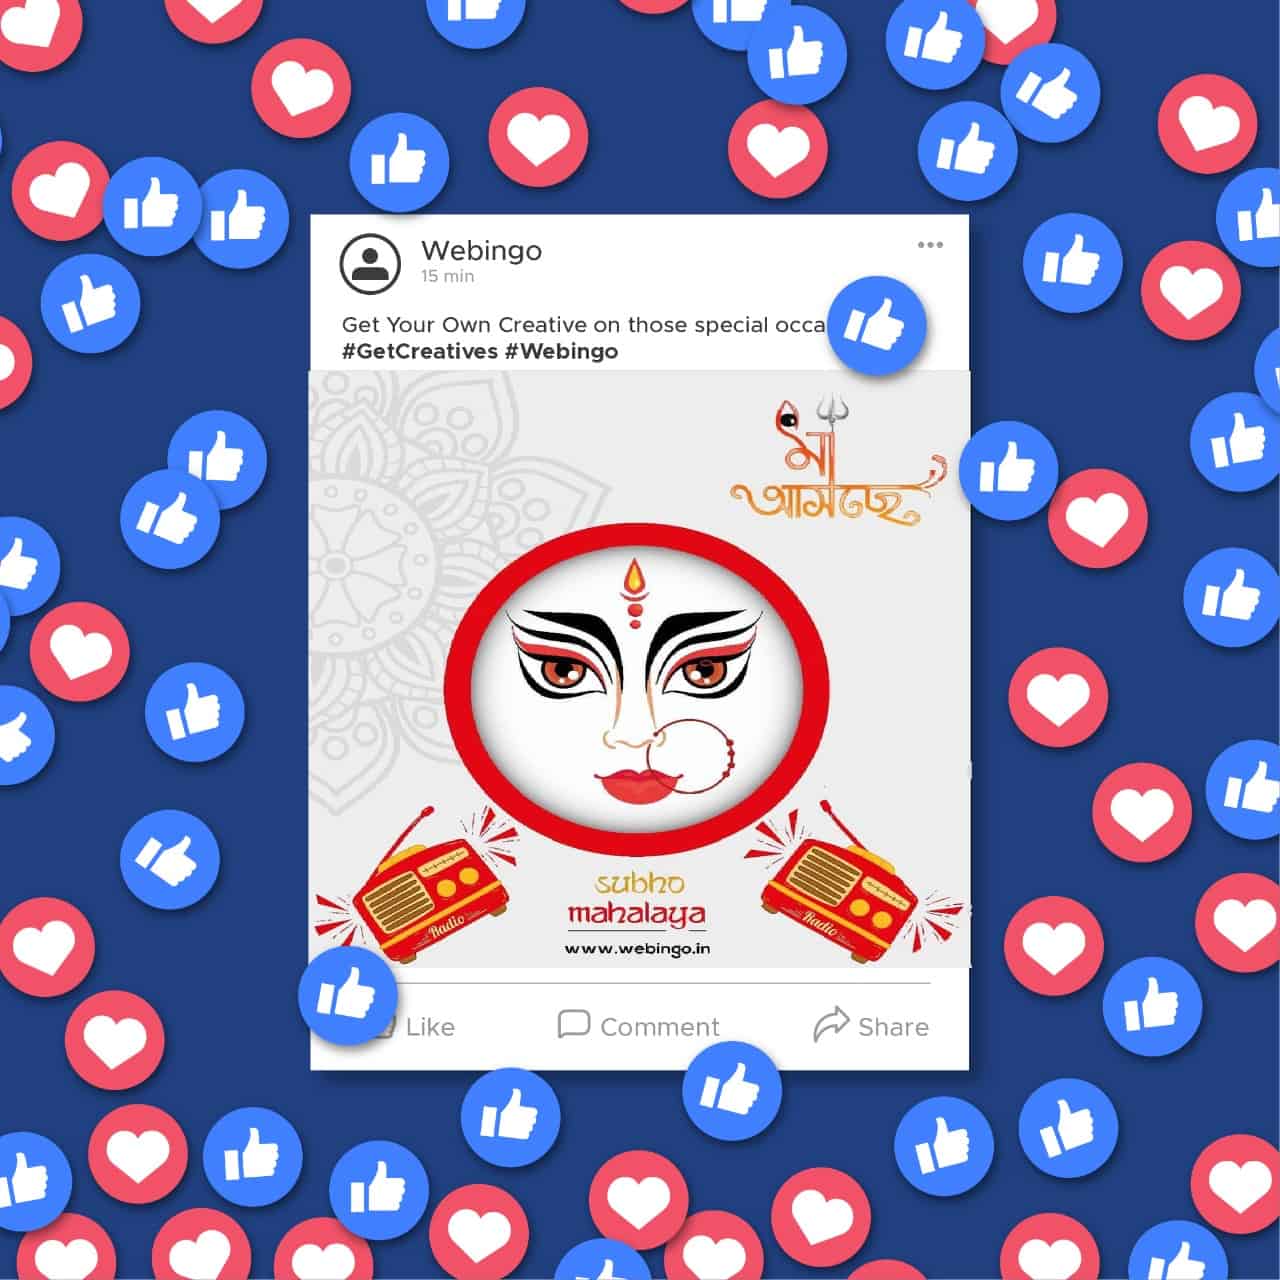 Webingo
15 min
Get Your Own Creative on those special occa
#GetCreatives #Webingo
মা
আসছে
Radio
Radio
subho
mahalaya
www.webingo.in
Like
Comment
Share